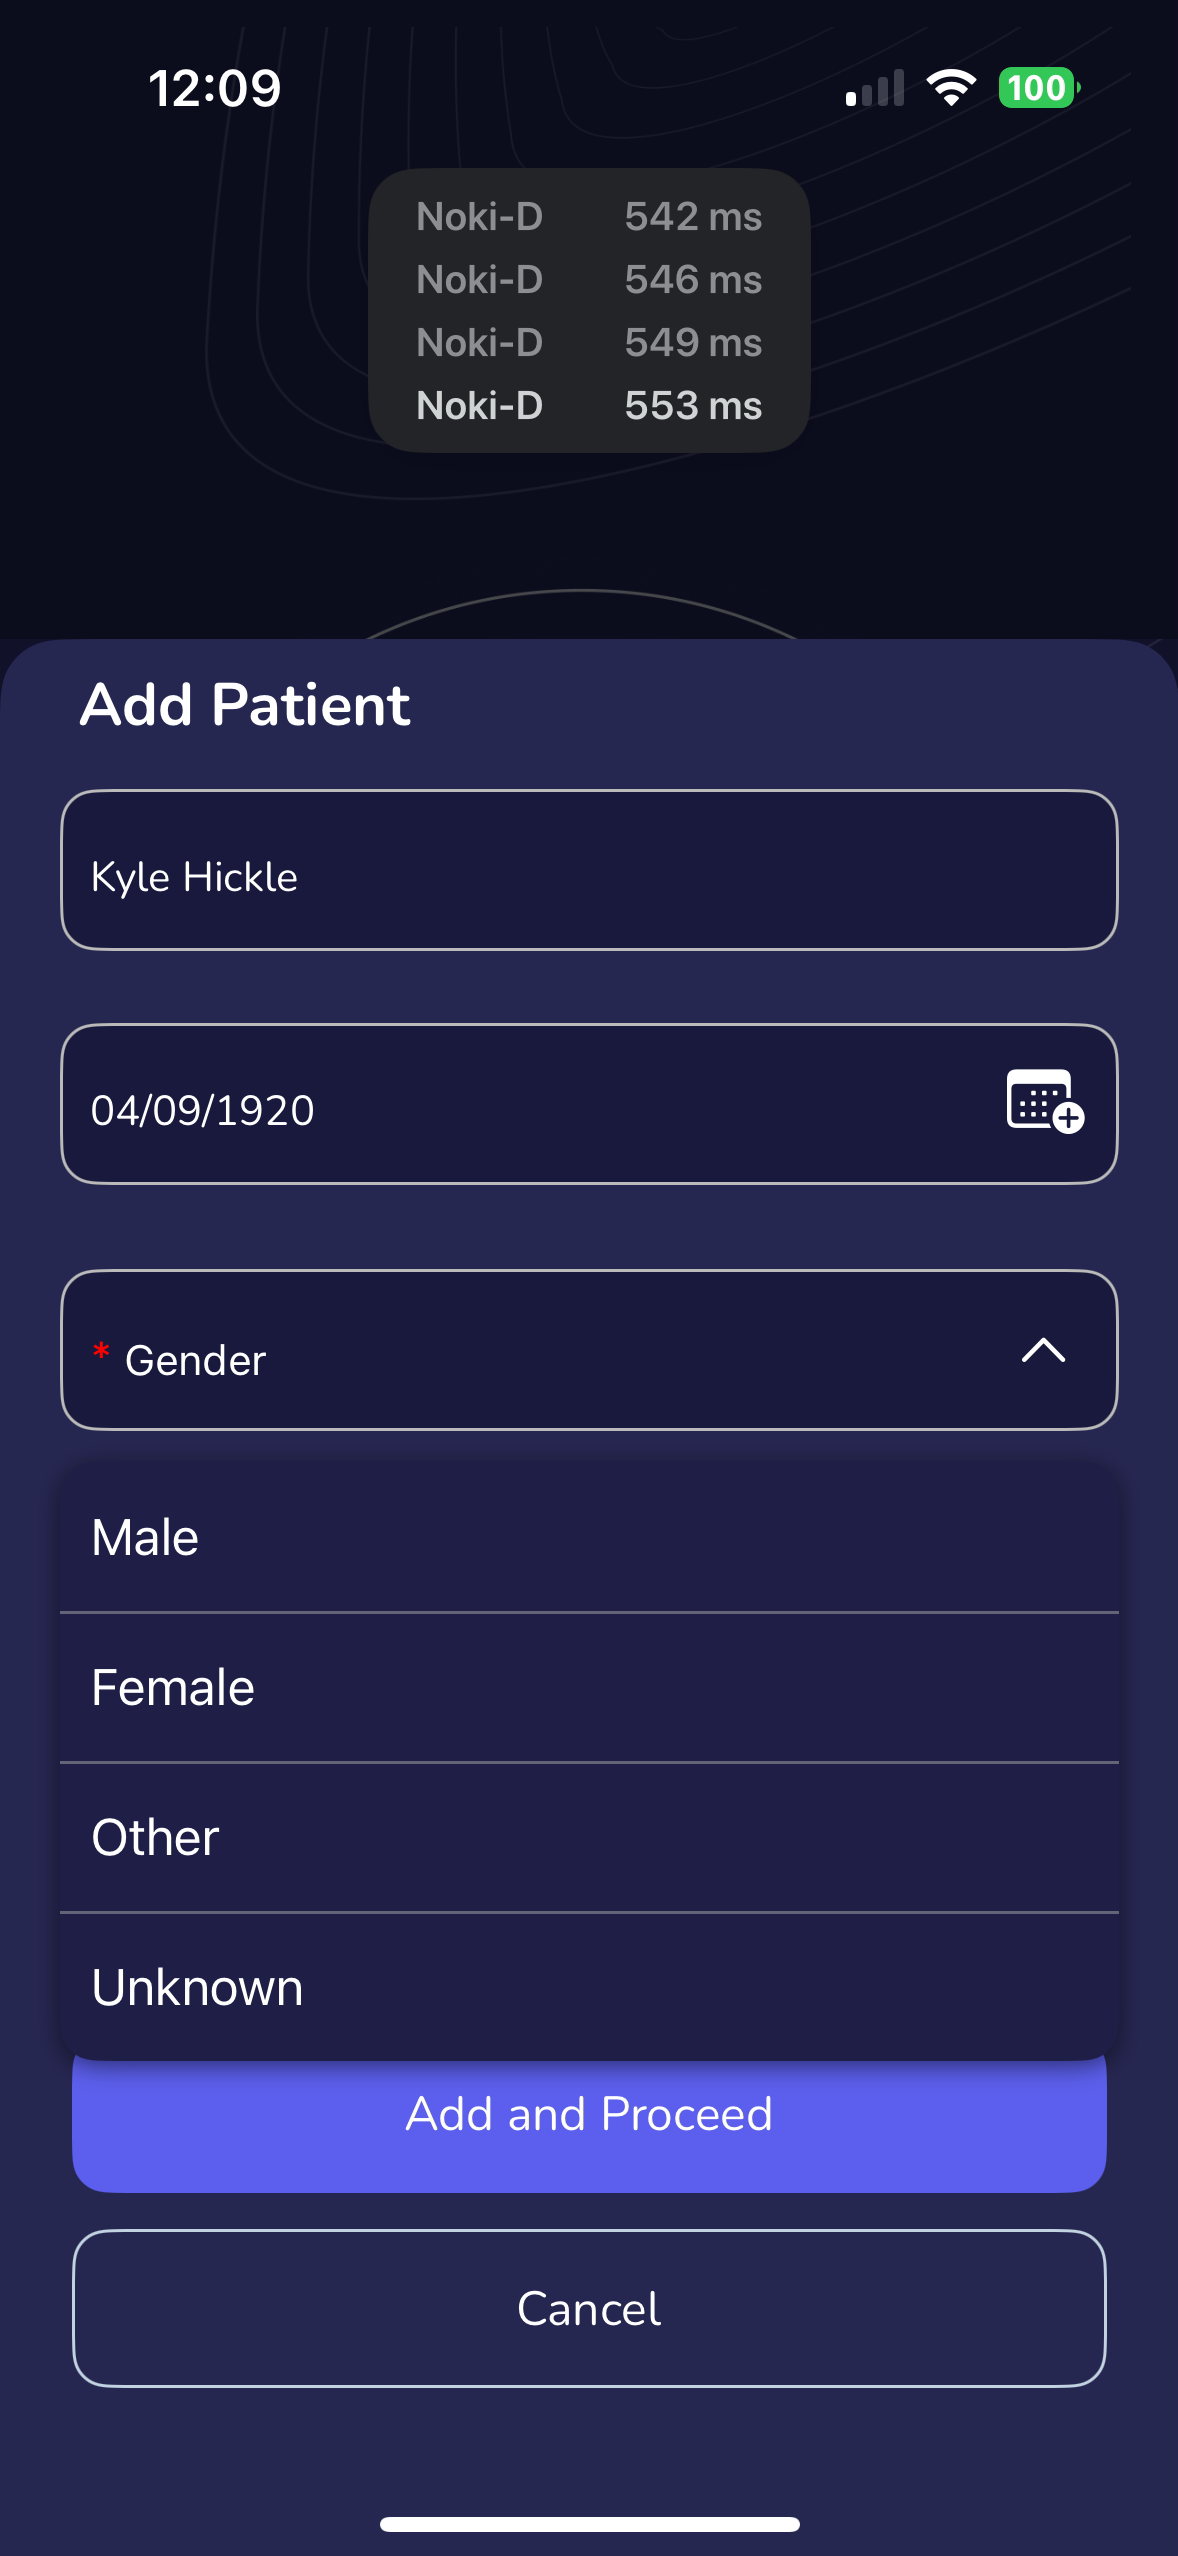 12:09
100
Noki-D 542 ms
Noki-D 546 ms
Noki-D 549 ms
Noki-D 553 ms
Add Patient
Kyle Hickle
04/09/1920
* Gender
Male
Female
Other
Unknown
Add and Proceed
Cancel